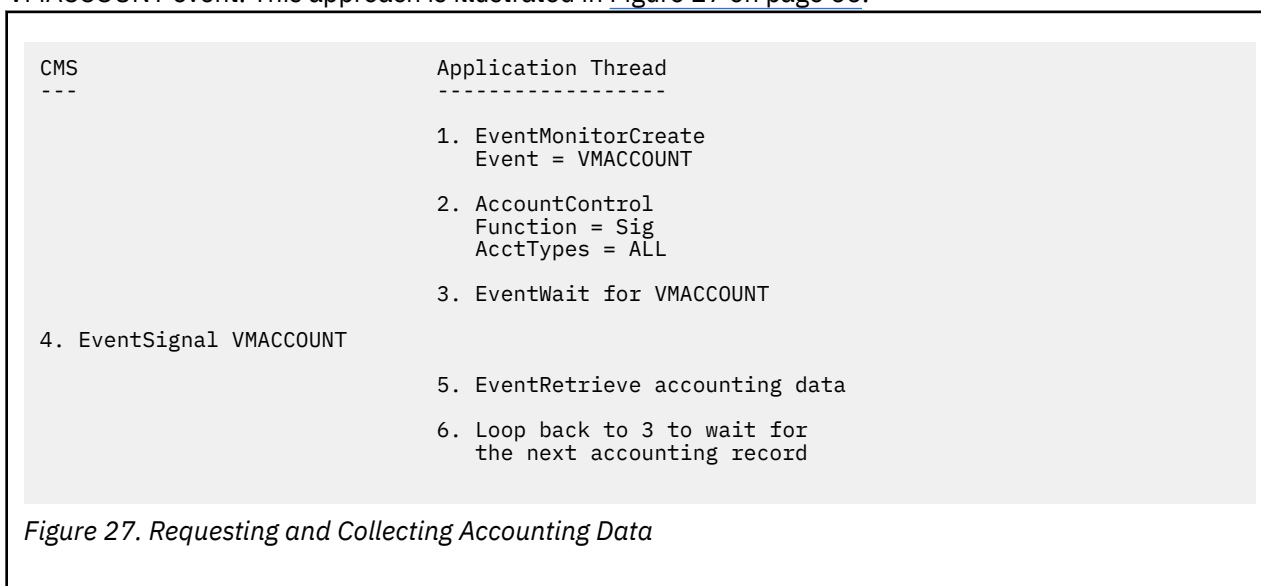 VMACCOUNT event. This approach is illustrated in Figure 27 on page 88.
CMS Application Thread
--- ------------------
1. EventMonitorCreate
Event = VMACCOUNT
2. AccountControl
Function = Sig
AcctTypes = ALL
3. EventWait for VMACCOUNT
4. EventSignal VMACCOUNT
5. EventRetrieve accounting data
6. Loop back to 3 to wait for
the next accounting record
Figure 27. Requesting and Collecting Accounting Data